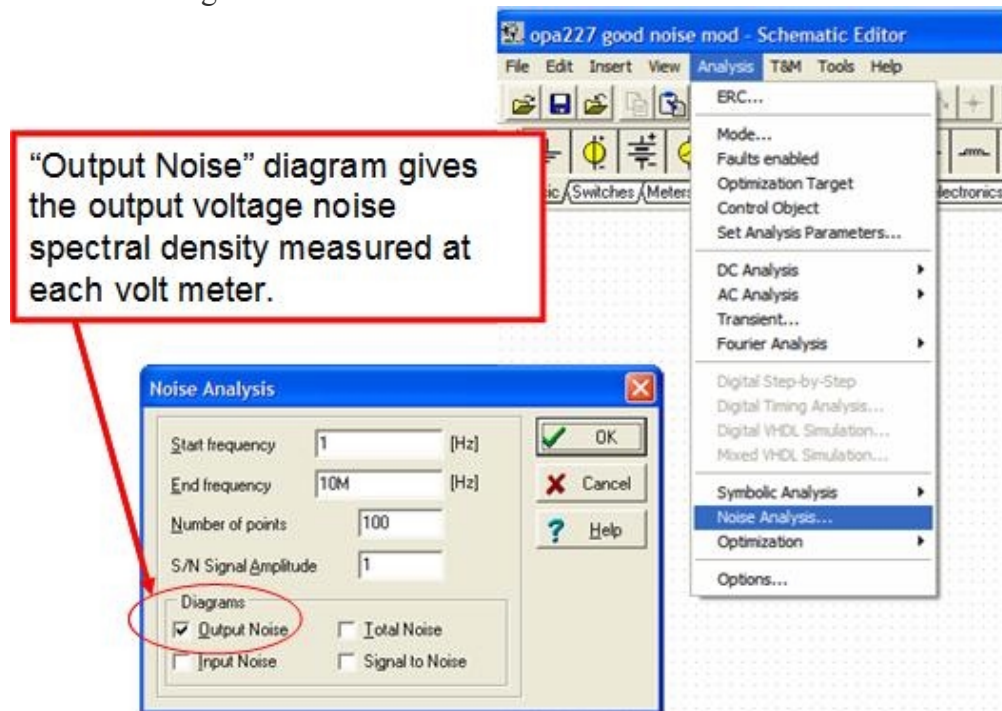 opa227 good noise mod - Schematic Editor
File Edit Insert View Analysis T&M Tools Help
ERC...
Mode...
Faults enabled
Optimization Target
Control Object
Set Analysis Parameters...
DC Analysis
AC Analysis
Transient...
Fourier Analysis
Digital Step-by-Step
Digital Timing Analysis...
Digital VHDL Simulation...
Mixed VHDL Simulation...
Symbolic Analysis
Noise Analysis...
Optimization
Options...
Switches Meters
“Output Noise” diagram gives
the output voltage noise
spectral density measured at
each volt meter.
Noise Analysis
Start frequency 1 [Hz]
End frequency 10M [Hz]
Number of points 100
S/N Signal Amplitude 1
Diagrams
Output Noise Total Noise
Input Noise Signal to Noise
OK
Cancel
? Help